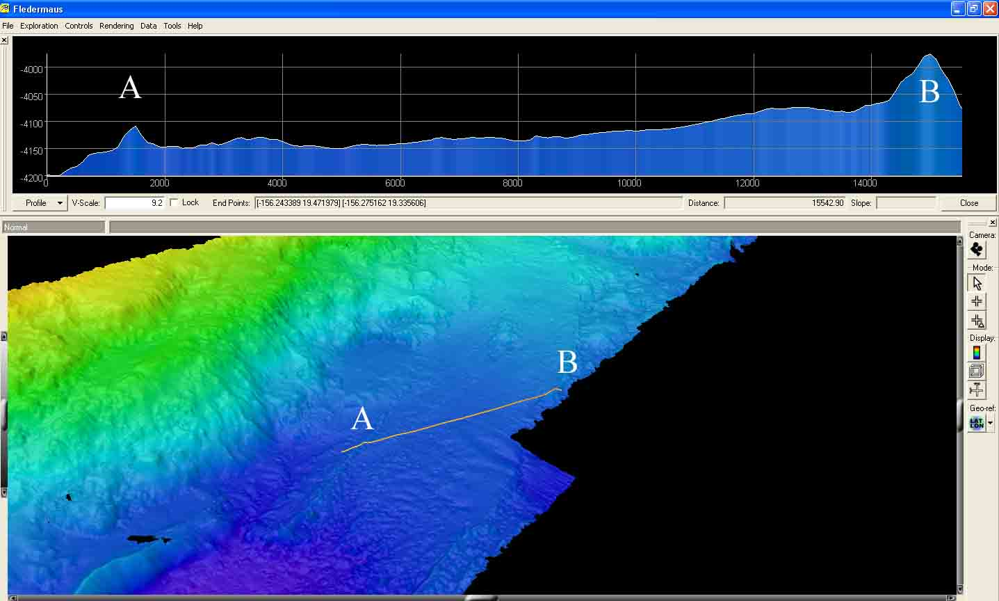 Fledermaus
File Exploration Controls Rendering Data Tools Help
-4000
A
B
-4050
-4100
-4150
-4200
0 2000 4000 6000 8000 10000 12000 14000
Profile V-Scale: 9.2 Lock End Points: [-156.243389 19.471979] [-156.275162 19.335606] Distance: 15542.90 Slope: Close
Normal
Camera:
Mode:
Display:
B
Geo-ref:
A
LAT
LON